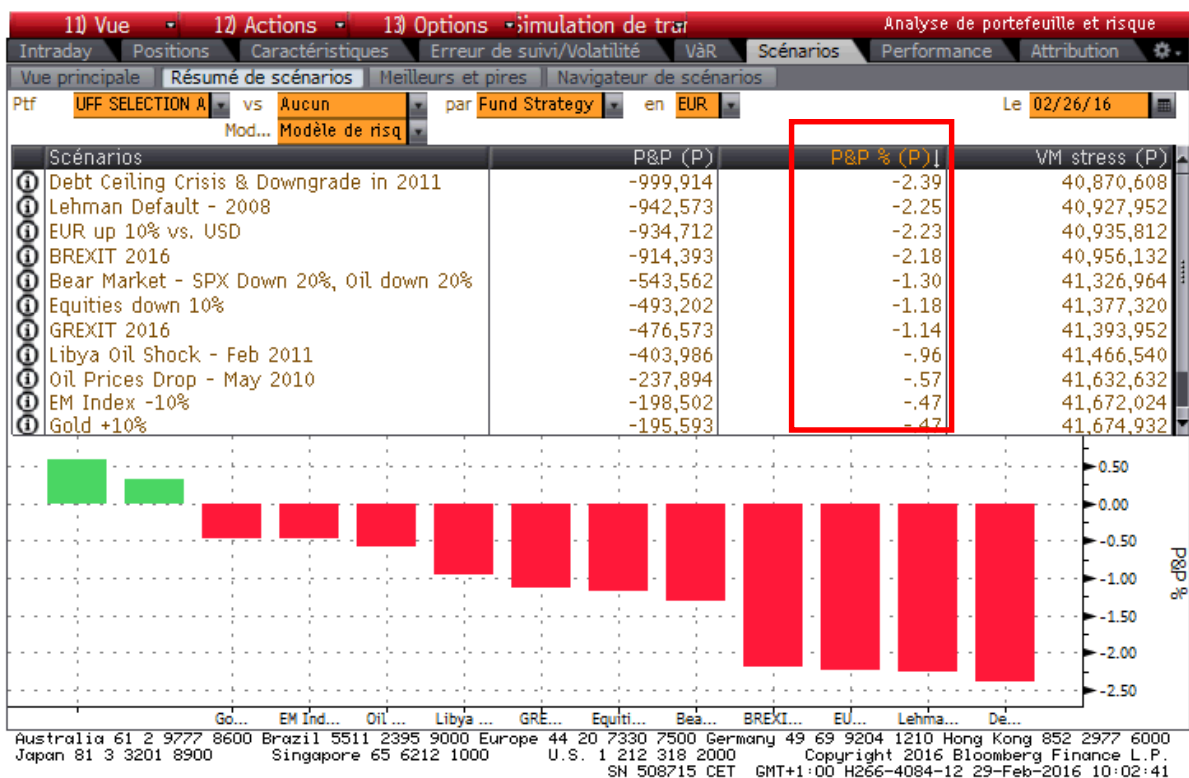 11) Vue 12) Actions 13) Options Simulation de tra Analyse de portefeuille et risque
Intraday Positions Caractéristiques Erreur de suivi/Volatilité VàR Scénarios Performance Attribution
Vue principale Résumé de scénarios Meilleurs et pires Navigateur de scénarios
Ptf UFF SELECTION A vs Aucun par Fund Strategy en EUR Le 02/26/16
Mod... Modèle de risq
Scénarios P&P (P) P&P % (P)↓ VM stress (P)
Debt Ceiling Crisis & Downgrade in 2011 -999,914 -2.39 40,870,608
Lehman Default - 2008 -942,573 -2.25 40,927,952
EUR up 10% vs. USD -934,712 -2.23 40,935,812
BREXIT 2016 -914,393 -2.18 40,956,132
Bear Market - SPX Down 20%, Oil down 20% -543,562 -1.30 41,326,964
Equities down 10% -493,202 -1.18 41,377,320
GREXIT 2016 -476,573 -1.14 41,393,952
Libya Oil Shock - Feb 2011 -403,986 -.96 41,466,540
Oil Prices Drop - May 2010 -237,894 -.57 41,632,632
EM Index -10% -198,502 -.47 41,672,024
Gold +10% -195,593 -.47 41,674,932
0.50
0.00
-0.50
-1.00
-1.50
-2.00
-2.50
P&P %
Go... EM Ind... Oil ... Libya ... GRE... Equiti... Bea... BREXI... EU... Lehma... De...
Australia 61 2 9777 8600 Brazil 5511 2395 9000 Europe 44 20 7330 7500 Germany 49 69 9204 1210 Hong Kong 852 2977 6000
Japan 81 3 3201 8900 Singapore 65 6212 1000 U.S. 1 212 318 2000 Copyright 2016 Bloomberg Finance L.P.
SN 508715 CET GMT+1:00 H266-4084-12 29-Feb-2016 10:02:41